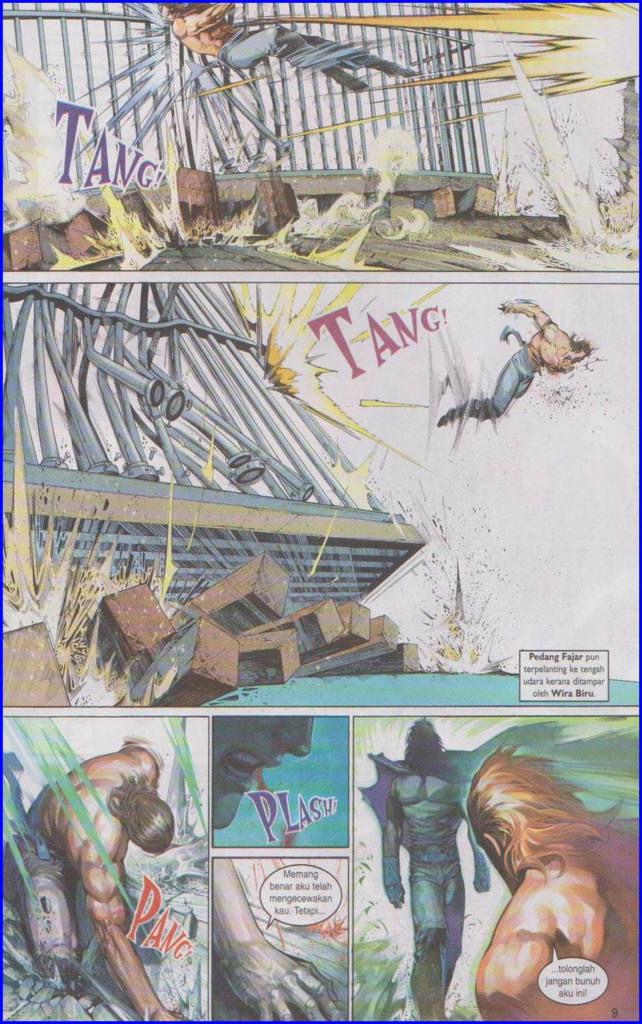 TANG!
TANG!
Pedang Fajar pun
terpelanting ke tengah
udara kerana ditampar
oleh Wira Biru.
PANG!
PLASH!
Memang
benar aku telah
mengecewakan
kau. Tetapi...
...tolonglah
jangan bunuh
aku ini!
9